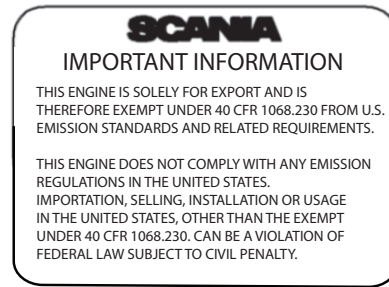 SCANIA
IMPORTANT INFORMATION
THIS ENGINE IS SOLELY FOR EXPORT AND IS
THEREFORE EXEMPT UNDER 40 CFR 1068.230 FROM U.S.
EMISSION STANDARDS AND RELATED REQUIREMENTS.
THIS ENGINE DOES NOT COMPLY WITH ANY EMISSION
REGULATIONS IN THE UNITED STATES.
IMPORTATION, SELLING, INSTALLATION OR USAGE
IN THE UNITED STATES, OTHER THAN THE EXEMPT
UNDER 40 CFR 1068.230. CAN BE A VIOLATION OF
FEDERAL LAW SUBJECT TO CIVIL PENALTY.